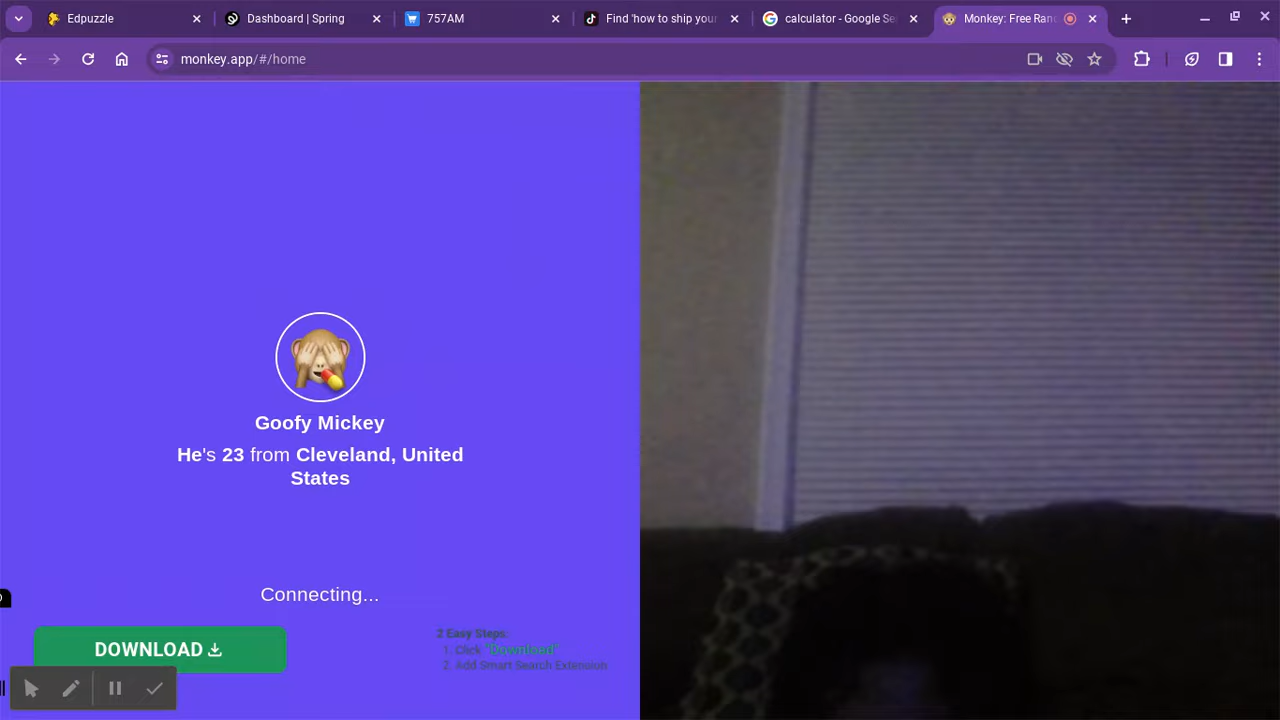 Edpuzzle
Dashboard | Spring
757AM
Find 'how to ship your
calculator - Google Se
Monkey: Free Ran
monkey.app/#/home
Goofy Mickey
He's 23 from Cleveland, United
States
Connecting...
DOWNLOAD
2 Easy Steps:
1. Click "Download"
2. Add Smart Search Extension